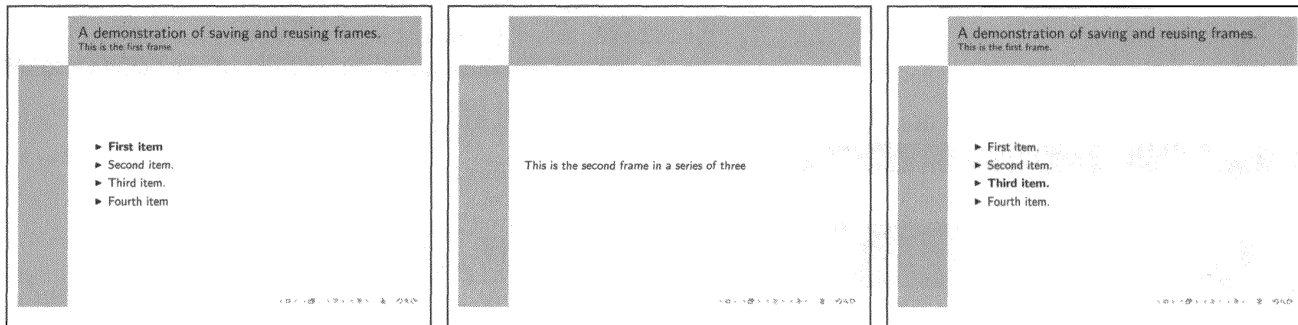 A demonstration of saving and reusing frames.
This is the first frame.
► First item
► Second item.
► Third item.
► Fourth item
This is the second frame in a series of three
A demonstration of saving and reusing frames.
This is the first frame.
► First item.
► Second item.
► Third item.
► Fourth item.